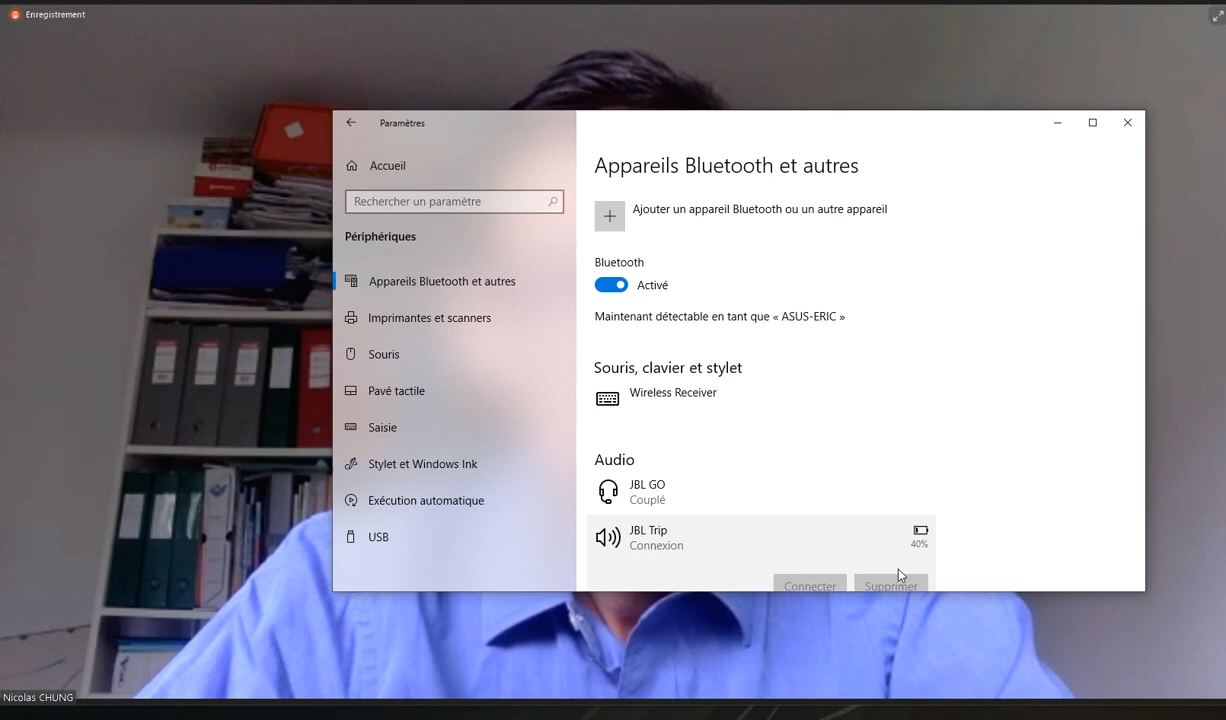 Enregistrement
Paramètres
Accueil
Rechercher un paramètre
Périphériques
Appareils Bluetooth et autres
Imprimantes et scanners
Souris
Pavé tactile
Saisie
Stylet et Windows Ink
Exécution automatique
USB
Appareils Bluetooth et autres
Ajouter un appareil Bluetooth ou un autre appareil
Bluetooth
Activé
Maintenant détectable en tant que « ASUS-ERIC »
Souris, clavier et stylet
Wireless Receiver
Audio
JBL GO
Couplé
JBL Trip
Connexion
40%
Connecter Supprimer
Nicolas CHUNG